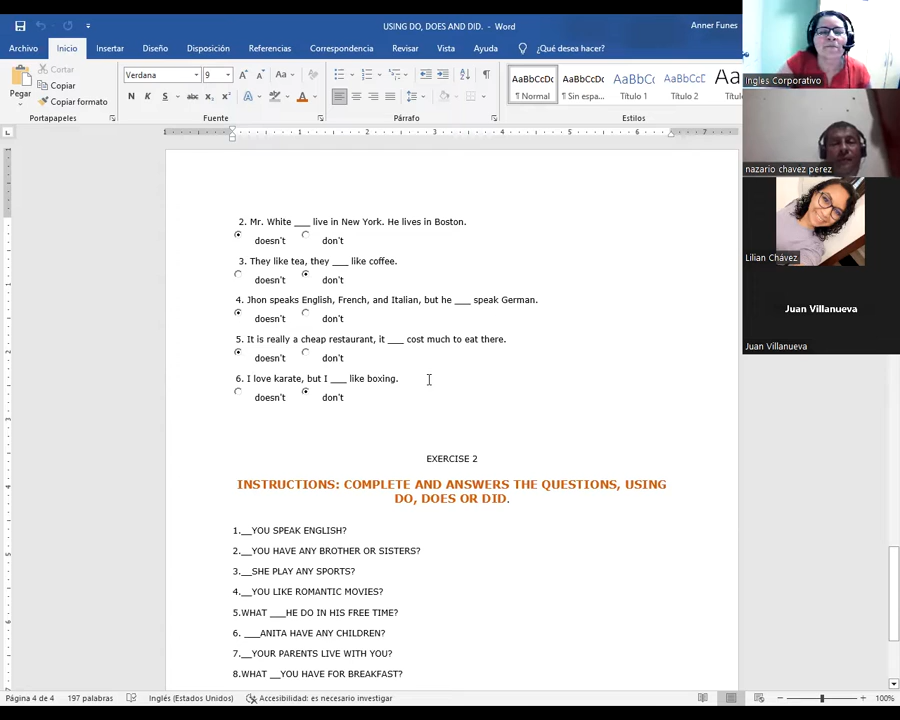 USING DO, DOES AND DID. - Word
Anner Funes
Archivo Inicio Insertar Diseño Disposición Referencias Correspondencia Revisar Vista Ayuda ¿Qué desea hacer?
Pegar
Cortar
Copiar
Copiar formato
Portapapeles
Verdana 9
Fuente
Párrafo
AaBbCcDc AaBbCcDc AaBbC AaBbCcD AaB
¶ Normal ¶ Sin espa... Título 1 Título 2 Título
Estilos
Ingles Corporativo
nazario chavez perez
Lilian Chávez
Juan Villanueva
Juan Villanueva
2. Mr. White ___ live in New York. He lives in Boston.
doesn't don't
3. They like tea, they ___ like coffee.
doesn't don't
4. Jhon speaks English, French, and Italian, but he ___ speak German.
doesn't don't
5. It is really a cheap restaurant, it ___ cost much to eat there.
doesn't don't
6. I love karate, but I ___ like boxing.
doesn't don't
EXERCISE 2
INSTRUCTIONS: COMPLETE AND ANSWERS THE QUESTIONS, USING
DO, DOES OR DID.
1.__YOU SPEAK ENGLISH?
2.__YOU HAVE ANY BROTHER OR SISTERS?
3.__SHE PLAY ANY SPORTS?
4.__YOU LIKE ROMANTIC MOVIES?
5.WHAT ___HE DO IN HIS FREE TIME?
6. ___ANITA HAVE ANY CHILDREN?
7.__YOUR PARENTS LIVE WITH YOU?
8.WHAT __YOU HAVE FOR BREAKFAST?
Página 4 de 4 197 palabras Inglés (Estados Unidos) Accesibilidad: es necesario investigar 100%